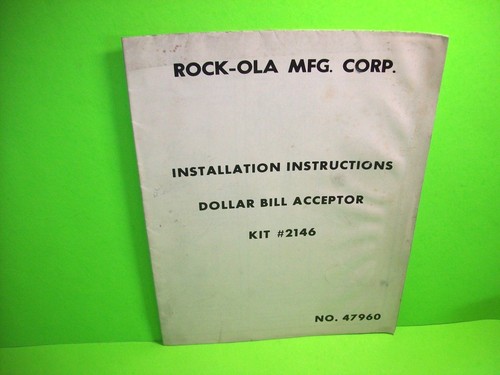 ROCK-OLA MFG. CORP.
INSTALLATION INSTRUCTIONS
DOLLAR BILL ACCEPTOR
KIT #2146
NO. 47960